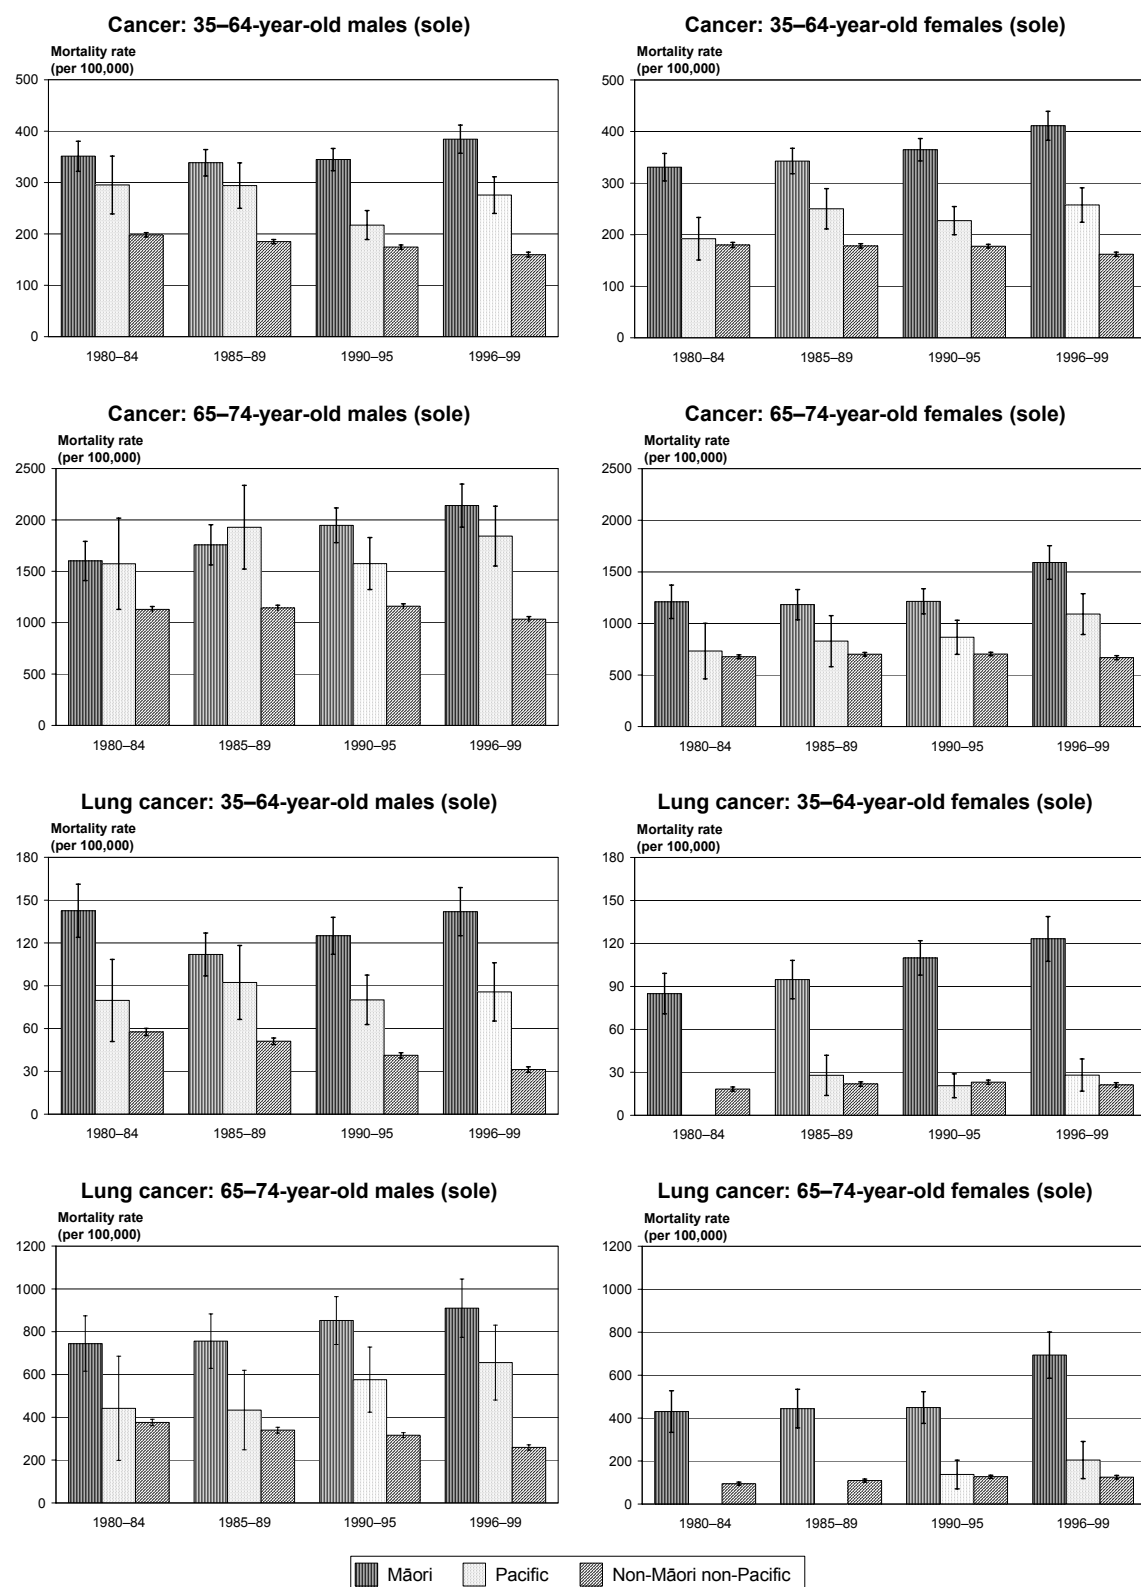 Cancer: 35–64-year-old males (sole)
Mortality rate
(per 100,000)
500
400
300
200
100
0
1980–84 1985–89 1990–95 1996–99
Cancer: 35–64-year-old females (sole)
Mortality rate
(per 100,000)
500
400
300
200
100
0
1980–84 1985–89 1990–95 1996–99
Cancer: 65–74-year-old males (sole)
Mortality rate
(per 100,000)
2500
2000
1500
1000
500
0
1980–84 1985–89 1990–95 1996–99
Cancer: 65–74-year-old females (sole)
Mortality rate
(per 100,000)
2500
2000
1500
1000
500
0
1980–84 1985–89 1990–95 1996–99
Lung cancer: 35–64-year-old males (sole)
Mortality rate
(per 100,000)
180
150
120
90
60
30
0
1980–84 1985–89 1990–95 1996–99
Lung cancer: 35–64-year-old females (sole)
Mortality rate
(per 100,000)
180
150
120
90
60
30
0
1980–84 1985–89 1990–95 1996–99
Lung cancer: 65–74-year-old males (sole)
Mortality rate
(per 100,000)
1200
1000
800
600
400
200
0
1980–84 1985–89 1990–95 1996–99
Lung cancer: 65–74-year-old females (sole)
Mortality rate
(per 100,000)
1200
1000
800
600
400
200
0
1980–84 1985–89 1990–95 1996–99
Māori Pacific Non-Māori non-Pacific